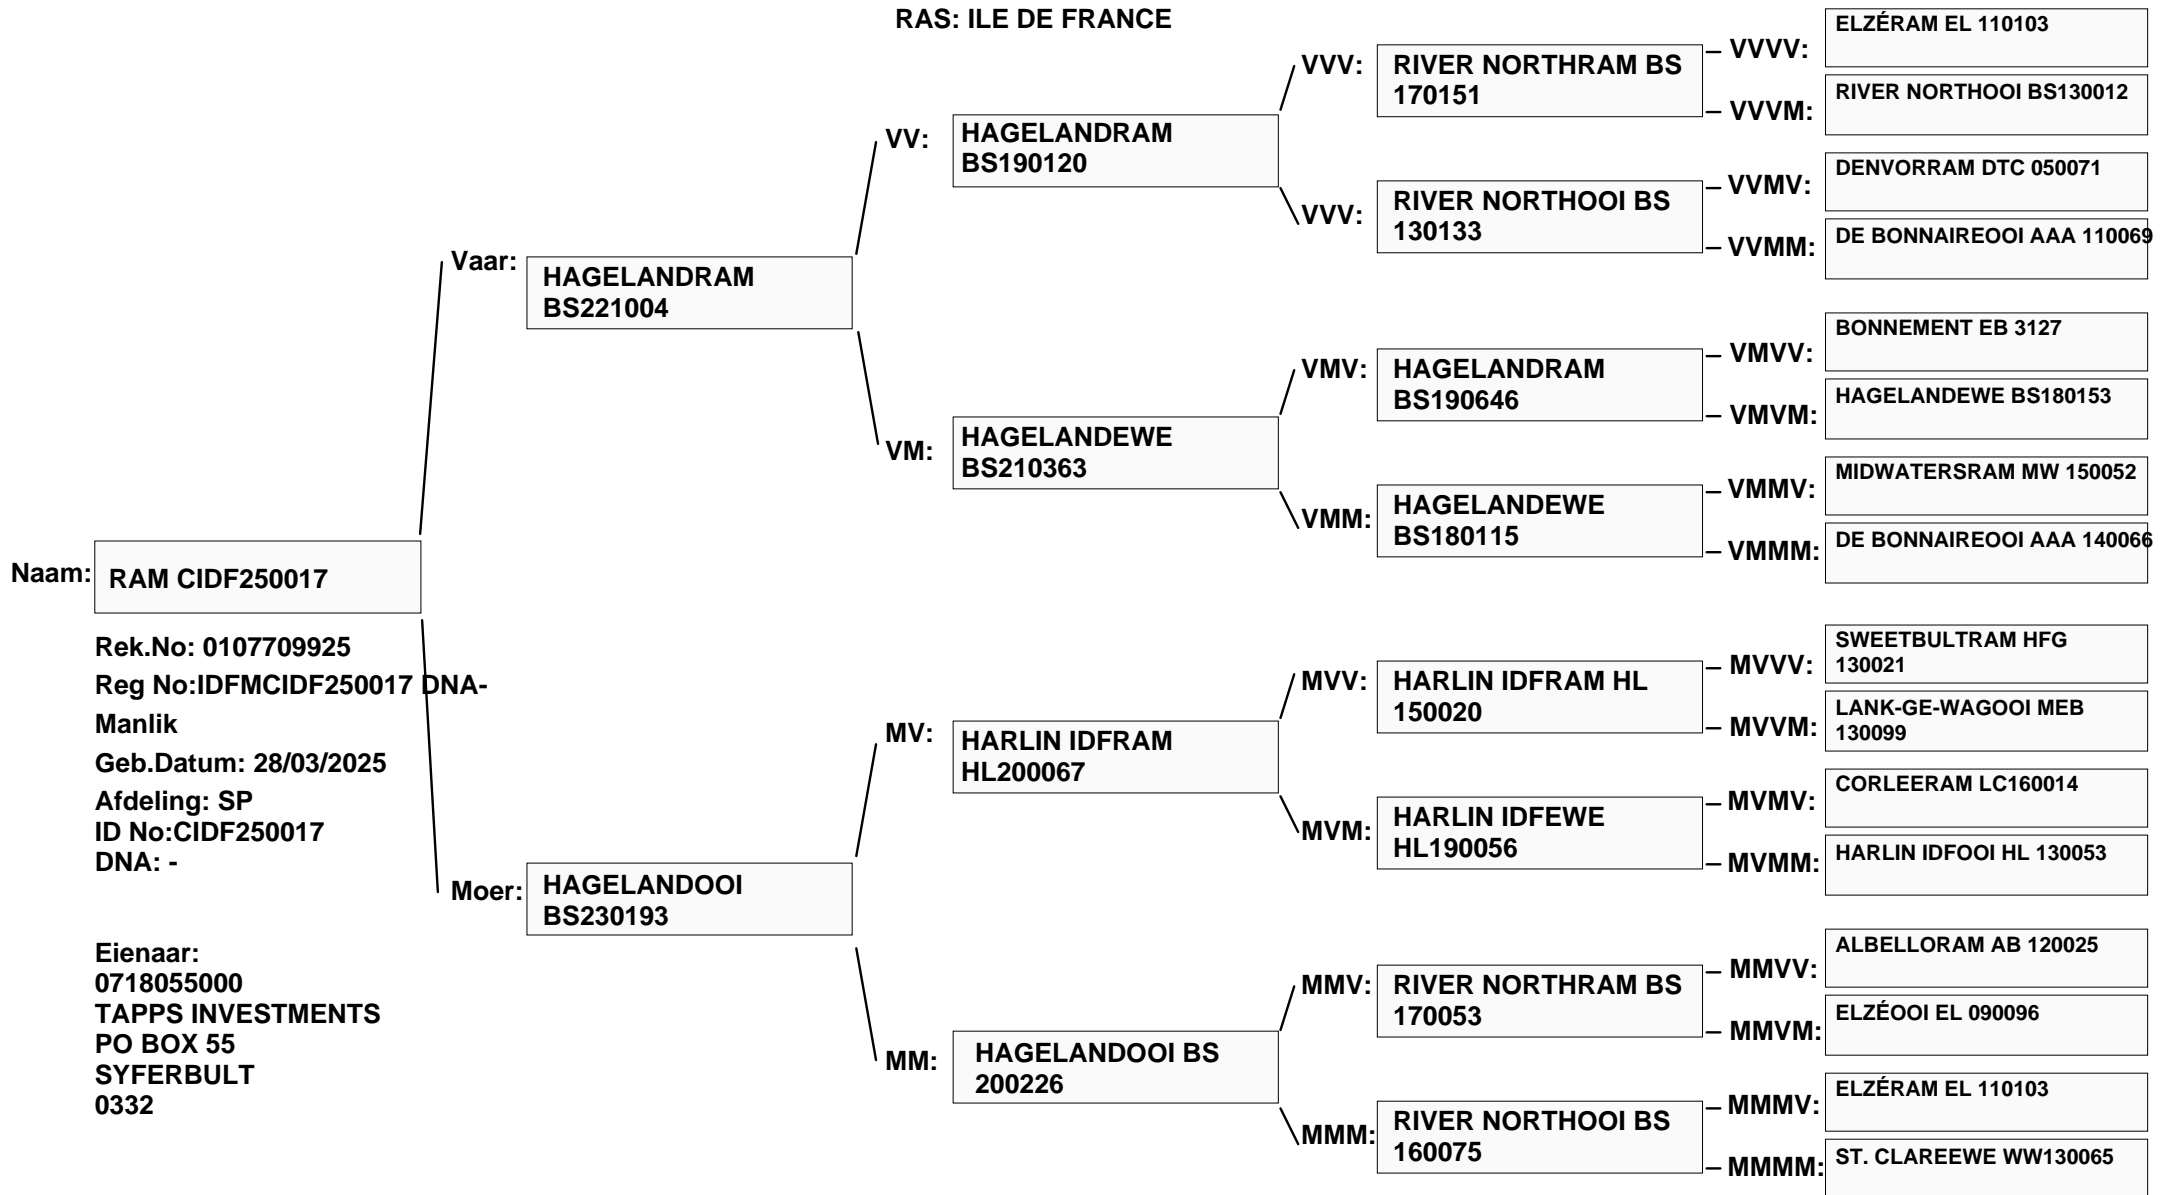 RAS: ILE DE FRANCE
Naam:
RAM CIDF250017
Rek.No: 0107709925
Reg No:IDFMCIDF250017 DNA-
Manlik
Geb.Datum: 28/03/2025
Afdeling: SP
ID No:CIDF250017
DNA: -
Eienaar:
0718055000
TAPPS INVESTMENTS
PO BOX 55
SYFERBULT
0332
Vaar:
HAGELANDRAM
BS221004
Moer:
HAGELANDOOI
BS230193
VV:
HAGELANDRAM
BS190120
VM:
HAGELANDEWE
BS210363
MV:
HARLIN IDFRAM
HL200067
MM:
HAGELANDOOI BS
200226
VVV:
RIVER NORTHRAM BS
170151
VVV:
RIVER NORTHOOI BS
130133
VMV:
HAGELANDRAM
BS190646
VMM:
HAGELANDEWE
BS180115
MVV:
HARLIN IDFRAM HL
150020
MVM:
HARLIN IDFEWE
HL190056
MMV:
RIVER NORTHRAM BS
170053
MMM:
RIVER NORTHOOI BS
160075
VVVV:
ELZÉRAM EL 110103
VVVM:
RIVER NORTHOOI BS130012
VVMV:
DENVORRAM DTC 050071
VVMM:
DE BONNAIREOOI AAA 110069
VMVV:
BONNEMENT EB 3127
VMVM:
HAGELANDEWE BS180153
VMMV:
MIDWATERSRAM MW 150052
VMMM:
DE BONNAIREOOI AAA 140066
MVVV:
SWEETBULTRAM HFG
130021
MVVM:
LANK-GE-WAGOOI MEB
130099
MVMV:
CORLEERAM LC160014
MVMM:
HARLIN IDFOOI HL 130053
MMVV:
ALBELLORAM AB 120025
MMVM:
ELZÉOOI EL 090096
MMMV:
ELZÉRAM EL 110103
MMMM:
ST. CLAREEWE WW130065